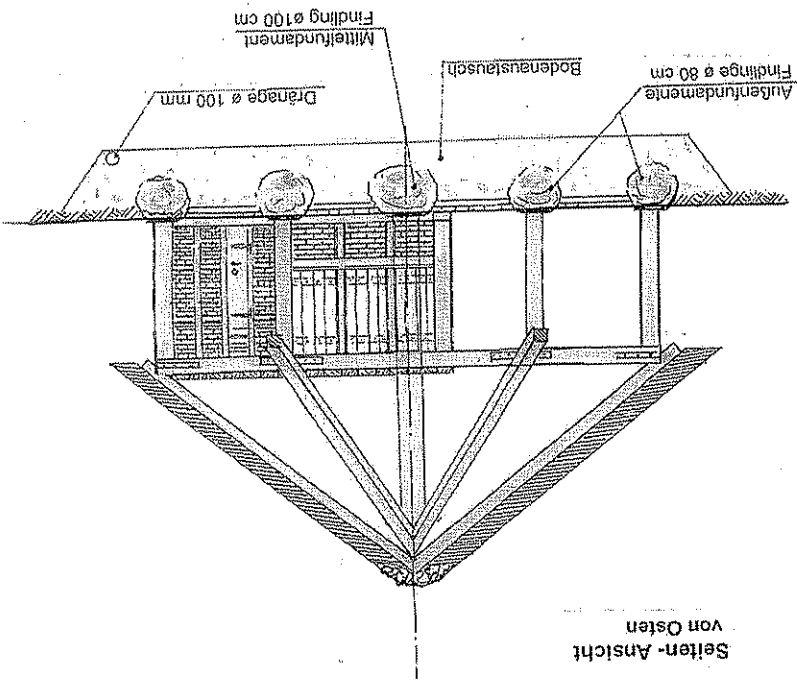 Seiten- Ansicht
von Osten
Außenfundamente
Findlinge ø 80 cm
Bodenaustausch
Mittelfundament
Findling ø100 cm
Dränage ø 100 mm